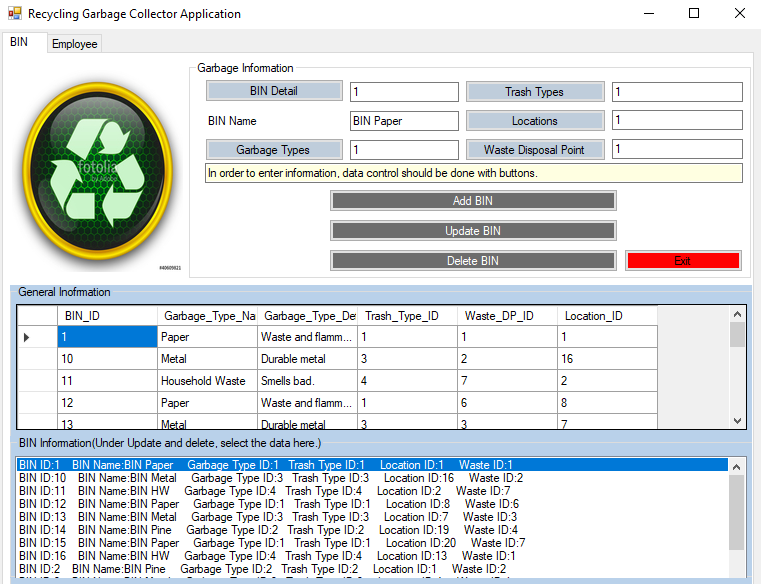 Recycling Garbage Collector Application
BIN Employee
Garbage Information
BIN Detail 1 Trash Types 1
BIN Name BIN Paper Locations 1
Garbage Types 1 Waste Disposal Point 1
In order to enter information, data control should be done with buttons.
Add BIN
Update BIN
Delete BIN Exit
fotolia
#40609821
General Inofrmation
BIN_ID Garbage_Type_Na Garbage_Type_De Trash_Type_ID Waste_DP_ID Location_ID
1 Paper Waste and flamm... 1 1 1
10 Metal Durable metal 3 2 16
11 Household Waste Smells bad. 4 7 2
12 Paper Waste and flamm... 1 6 8
13 Metal Durable metal 3 3 7
BIN Information(Under Update and delete, select the data here.)
BIN ID:1 BIN Name:BIN Paper Garbage Type ID:1 Trash Type ID:1 Location ID:1 Waste ID:1
BIN ID:10 BIN Name:BIN Metal Garbage Type ID:3 Trash Type ID:3 Location ID:16 Waste ID:2
BIN ID:11 BIN Name:BIN HW Garbage Type ID:4 Trash Type ID:4 Location ID:2 Waste ID:7
BIN ID:12 BIN Name:BIN Paper Garbage Type ID:1 Trash Type ID:1 Location ID:8 Waste ID:6
BIN ID:13 BIN Name:BIN Metal Garbage Type ID:3 Trash Type ID:3 Location ID:7 Waste ID:3
BIN ID:14 BIN Name:BIN Pine Garbage Type ID:2 Trash Type ID:2 Location ID:19 Waste ID:4
BIN ID:15 BIN Name:BIN Paper Garbage Type ID:1 Trash Type ID:1 Location ID:20 Waste ID:7
BIN ID:16 BIN Name:BIN HW Garbage Type ID:4 Trash Type ID:4 Location ID:13 Waste ID:1
BIN ID:2 BIN Name:BIN Pine Garbage Type ID:2 Trash Type ID:2 Location ID:1 Waste ID:2